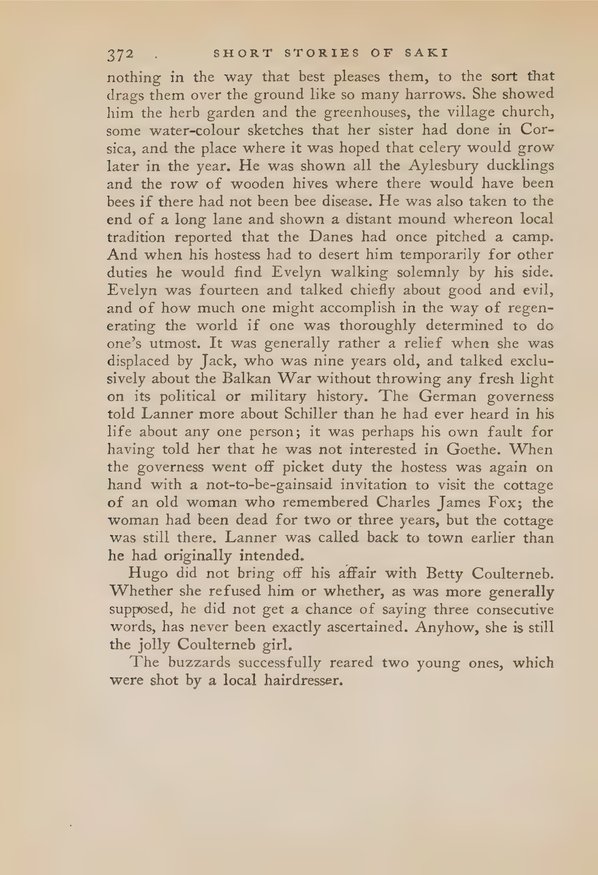 372 . SHORT STORIES OF SAKI
nothing in the way that best pleases them, to the sort that
drags them over the ground like so many harrows. She showed
him the herb garden and the greenhouses, the village church,
some water-colour sketches that her sister had done in Cor-
sica, and the place where it was hoped that celery would grow
later in the year. He was shown all the Aylesbury ducklings
and the row of wooden hives where there would have been
bees if there had not been bee disease. He was also taken to the
end of a long lane and shown a distant mound whereon local
tradition reported that the Danes had once pitched a camp.
And when his hostess had to desert him temporarily for other
duties he would find Evelyn walking solemnly by his side.
Evelyn was fourteen and talked chiefly about good and evil,
and of how much one might accomplish in the way of regen-
erating the world if one was thoroughly determined to do
one's utmost. It was generally rather a relief when she was
displaced by Jack, who was nine years old, and talked exclu-
sively about the Balkan War without throwing any fresh light
on its political or military history. The German governess
told Lanner more about Schiller than he had ever heard in his
life about any one person; it was perhaps his own fault for
having told her that he was not interested in Goethe. When
the governess went off picket duty the hostess was again on
hand with a not-to-be-gainsaid invitation to visit the cottage
of an old woman who remembered Charles James Fox; the
woman had been dead for two or three years, but the cottage
was still there. Lanner was called back to town earlier than
he had originally intended.
Hugo did not bring off his affair with Betty Coulterneb.
Whether she refused him or whether, as was more generally
supposed, he did not get a chance of saying three consecutive
words, has never been exactly ascertained. Anyhow, she is still
the jolly Coulterneb girl.
The buzzards successfully reared two young ones, which
were shot by a local hairdresser.